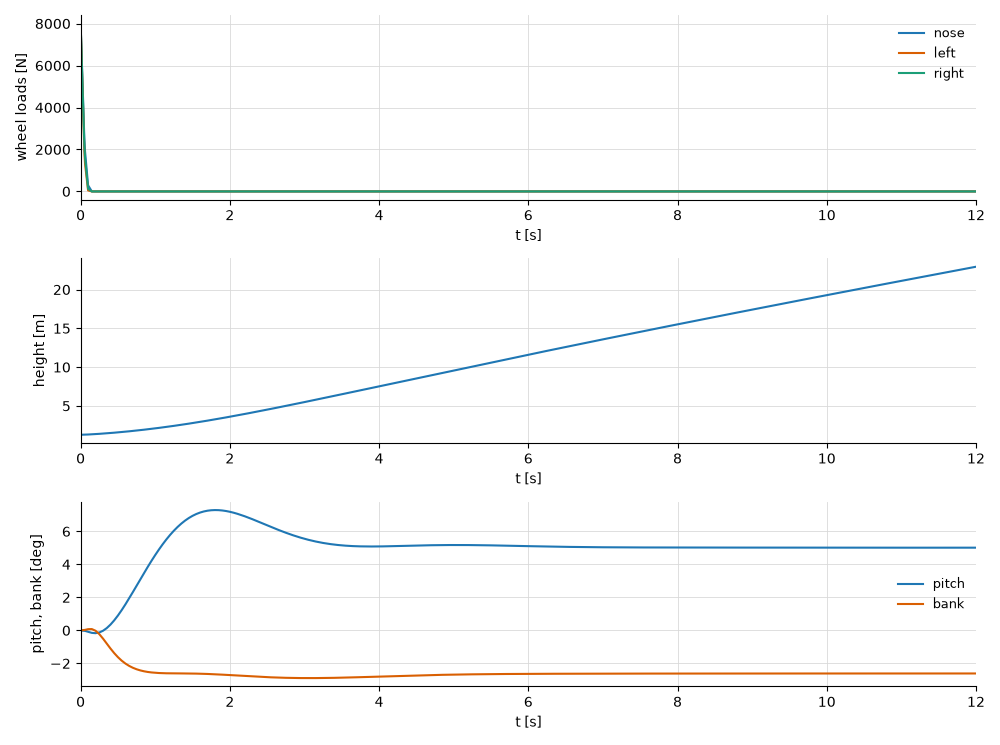 wheel loads [N]
8000
6000
4000
2000
0
nose
left
right
0 2 4 6 8 10 12
t [s]
height [m]
20
15
10
5
0 2 4 6 8 10 12
t [s]
pitch, bank [deg]
6
4
2
0
−2
pitch
bank
0 2 4 6 8 10 12
t [s]